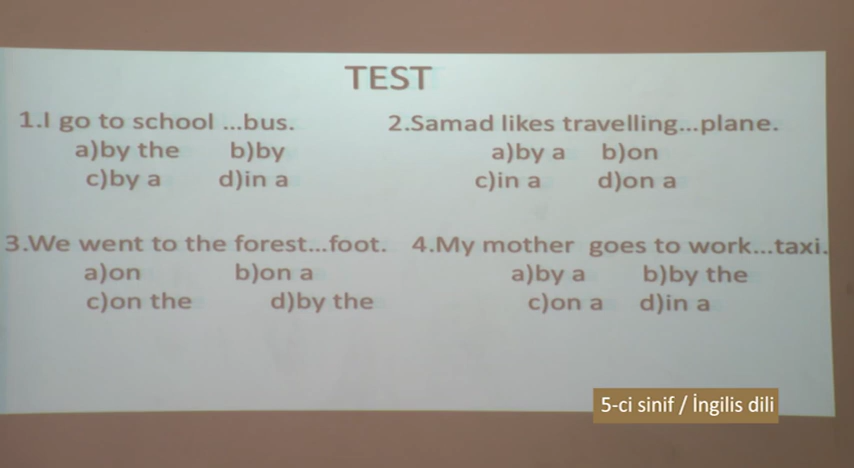 TEST
1.I go to school ...bus.
a)by the b)by
c)by a d)in a
2.Samad likes travelling...plane.
a)by a b)on
c)in a d)on a
3.We went to the forest...foot.
a)on b)on a
c)on the d)by the
4.My mother goes to work...taxi.
a)by a b)by the
c)on a d)in a
5-ci sinif / İngilis dili